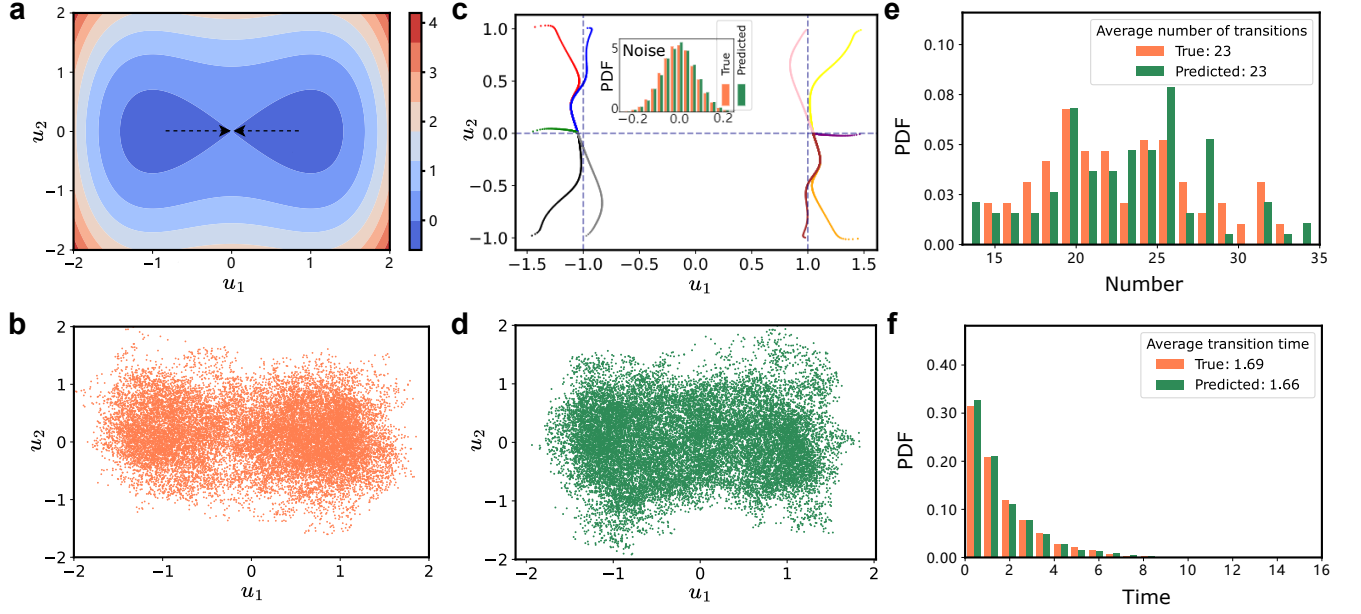 a
2
1
0
−1
−2
−2
−1
0
1
2
u2
u1
4
3
2
1
0
b
2
1
0
−1
−2
−2
−1
0
1
2
u2
u1
c
1.0
0.5
0.0
−0.5
−1.0
−1.5
−1.0
−0.5
0.0
0.5
1.0
1.5
u2
u1
Noise
PDF
5
0
−0.2
0.0
0.2
True
Predicted
d
2
1
0
−1
−2
−2
−1
0
1
2
u2
u1
e
Average number of transitions
True: 23
Predicted: 23
0.10
0.08
0.05
0.03
0.00
PDF
15
20
25
30
35
Number
f
Average transition time
True: 1.69
Predicted: 1.66
0.40
0.30
0.20
0.10
0.00
PDF
0
2
4
6
8
10
12
14
16
Time